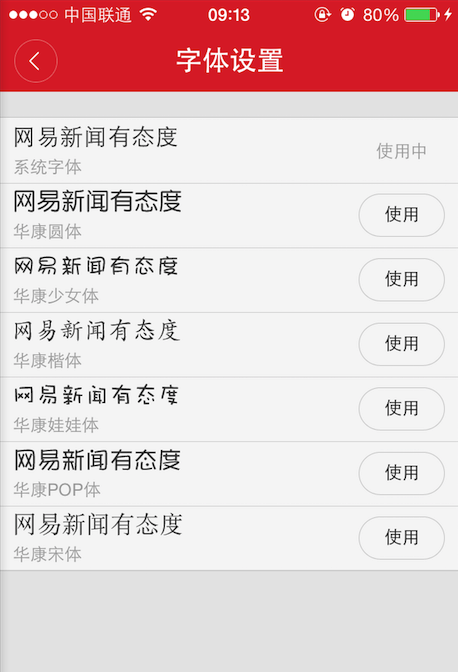 中国联通 09:13 80%
字体设置
网易新闻有态度
系统字体
使用中
网易新闻有态度
华康圆体
使用
网易新闻有态度
华康少女体
使用
网易新闻有态度
华康楷体
使用
网易新闻有态度
华康娃娃体
使用
网易新闻有态度
华康POP体
使用
网易新闻有态度
华康宋体
使用